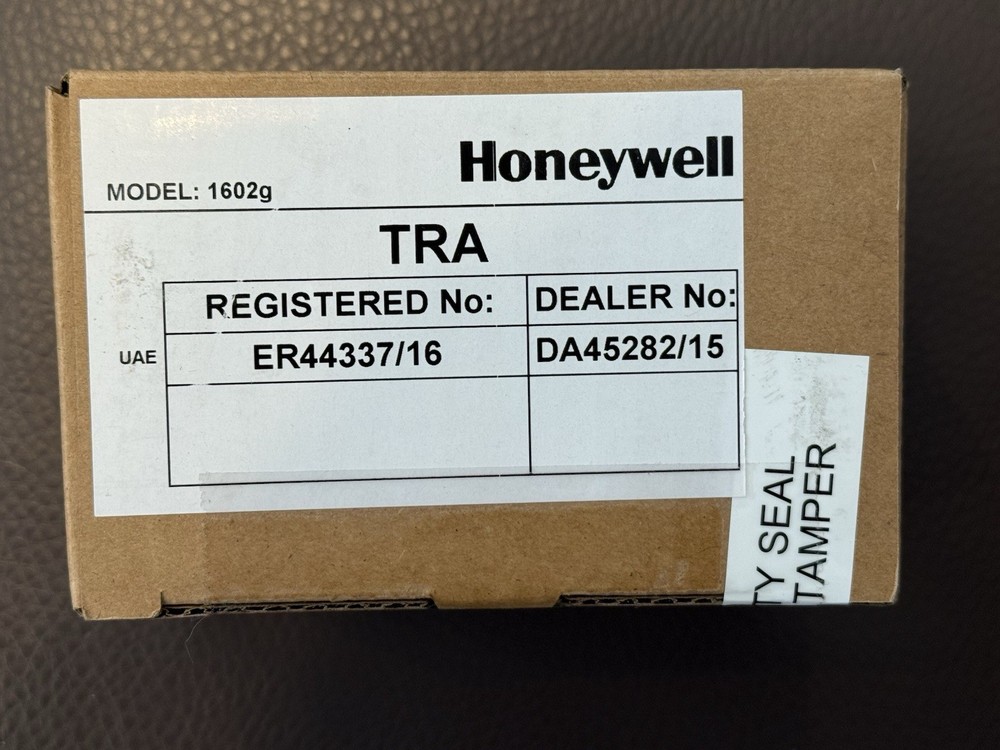 Honeywell
MODEL: 1602g
TRA
REGISTERED No: DEALER No:
UAE ER44337/16 DA45282/15
TY SEAL
TAMPER